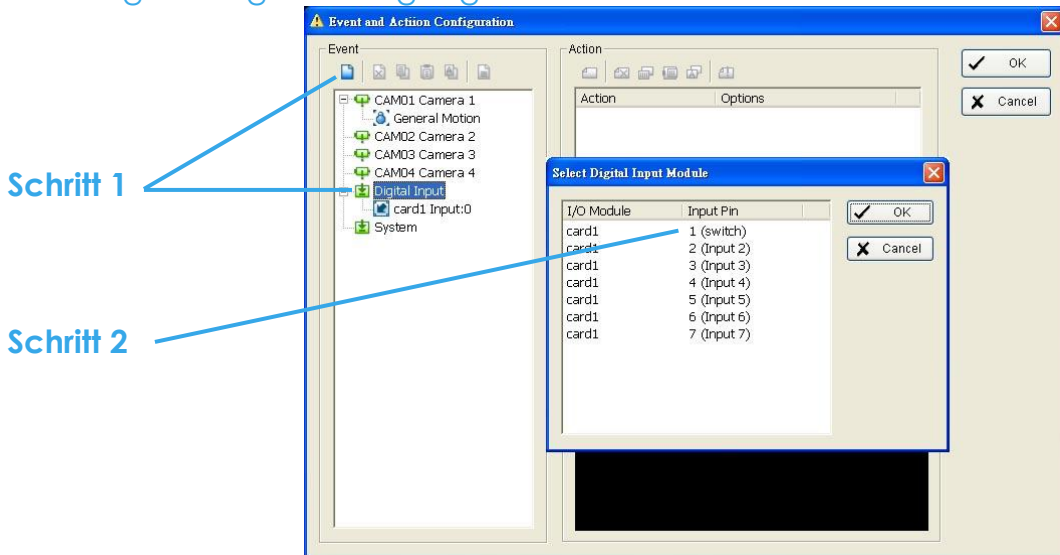 Event and Actiion Configuration
Event
CAM01 Camera 1
General Motion
CAM02 Camera 2
CAM03 Camera 3
CAM04 Camera 4
Digital Input
card1 Input:0
System
Action
Action Options
OK
Cancel
Select Digital Input Module
I/O Module Input Pin
card1 1 (switch)
card1 2 (Input 2)
card1 3 (Input 3)
card1 4 (Input 4)
card1 5 (Input 5)
card1 6 (Input 6)
card1 7 (Input 7)
OK
Cancel
Schritt 1
Schritt 2